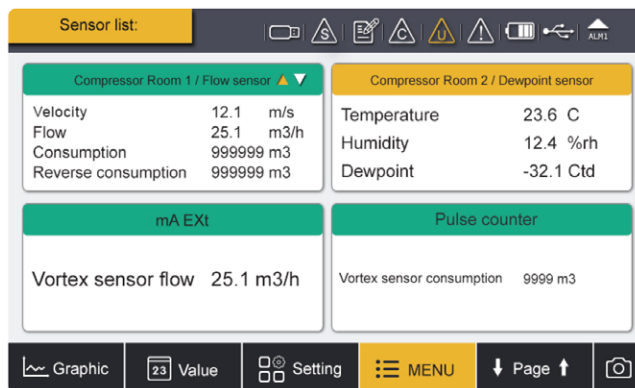 Sensor list:
S C U ! ALM1
Compressor Room 1 / Flow sensor
Velocity 12.1 m/s
Flow 25.1 m3/h
Consumption 999999 m3
Reverse consumption 999999 m3
Compressor Room 2 / Dewpoint sensor
Temperature 23.6 C
Humidity 12.4 %rh
Dewpoint -32.1 Ctd
mA EXt
Vortex sensor flow 25.1 m3/h
Pulse counter
Vortex sensor consumption 9999 m3
Graphic 23 Value Setting MENU Page